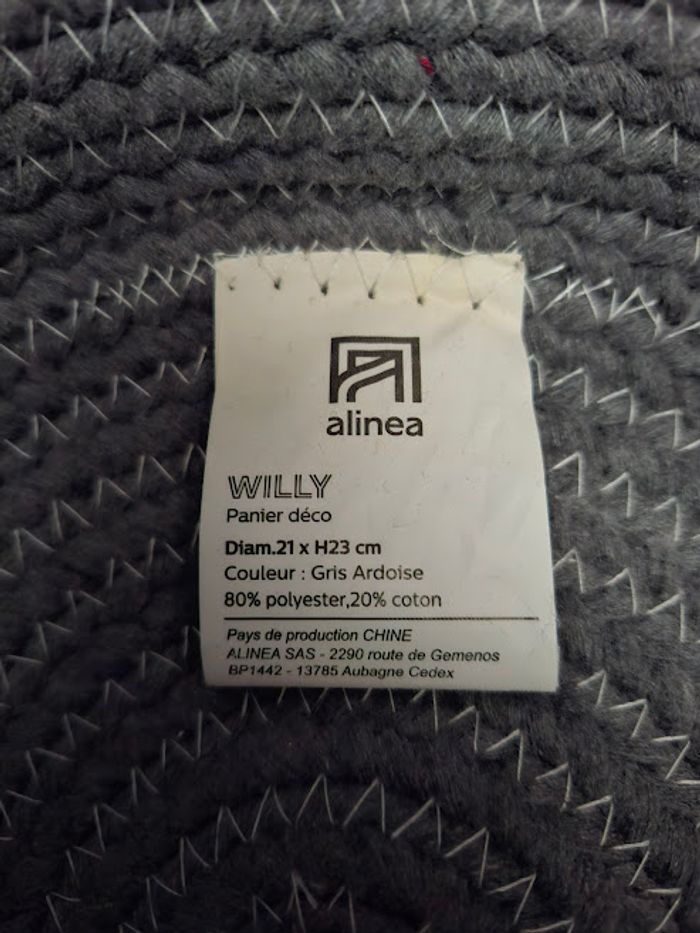 alinea
WILLY
Panier déco
Diam.21 x H23 cm
Couleur : Gris Ardoise
80% polyester,20% coton
Pays de production CHINE
ALINEA SAS - 2290 route de Gemenos
BP1442 - 13785 Aubagne Cedex